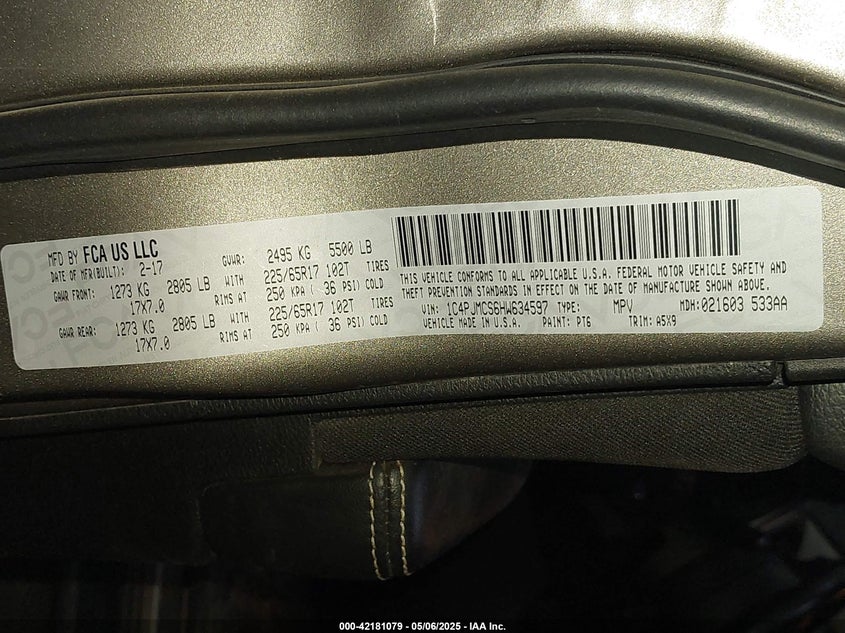 MFD BY FCA US LLC
DATE OF MFR(BUILT): 2-17 GVWR: 2495 KG 5500 LB
GAWR FRONT: 1273 KG 2805 LB WITH 225/65R17 102T TIRES
17X7.0 RIMS AT 250 KPA ( 36 PSI) COLD
GAWR REAR: 1273 KG 2805 LB WITH 225/65R17 102T TIRES
17X7.0 RIMS AT 250 KPA ( 36 PSI) COLD
THIS VEHICLE CONFORMS TO ALL APPLICABLE U.S.A. FEDERAL MOTOR VEHICLE SAFETY AND
THEFT PREVENTION STANDARDS IN EFFECT ON THE DATE OF MANUFACTURE SHOWN ABOVE.
VIN: 1C4PJMCS6HW634597 TYPE: MPV MDH:021603 533AA
VEHICLE MADE IN U.S.A. PAINT: PT6 TRIM: A5X9
000-42181079 - 05/06/2025 - IAA Inc.